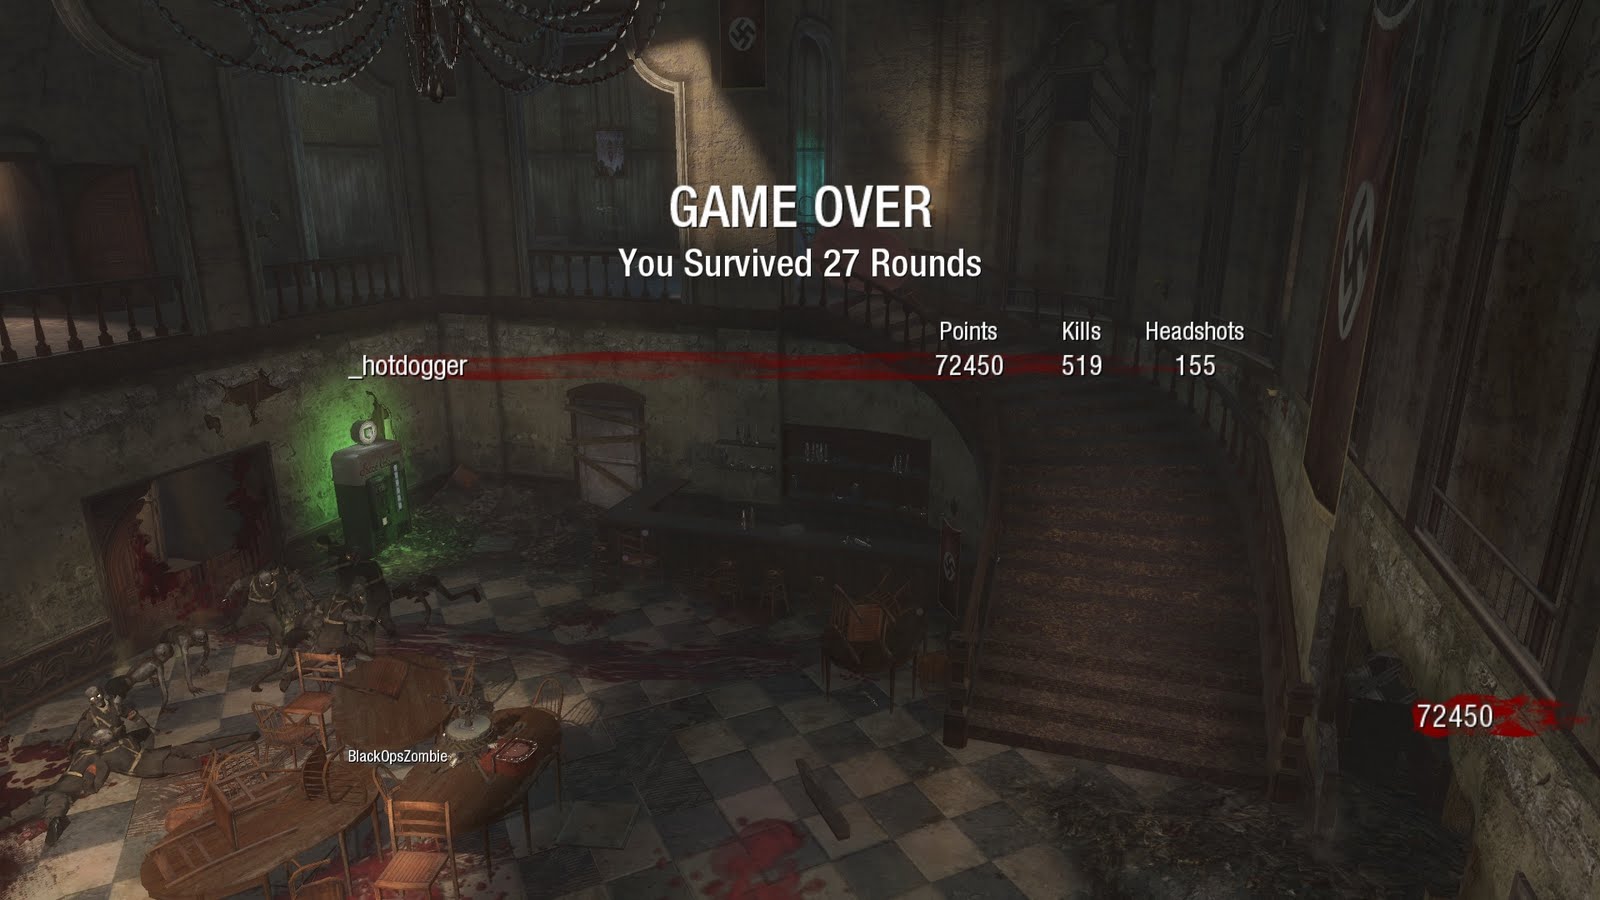 GAME OVER
You Survived 27 Rounds
Points Kills Headshots
_hotdogger 72450 519 155
72450
BlackOpsZombie